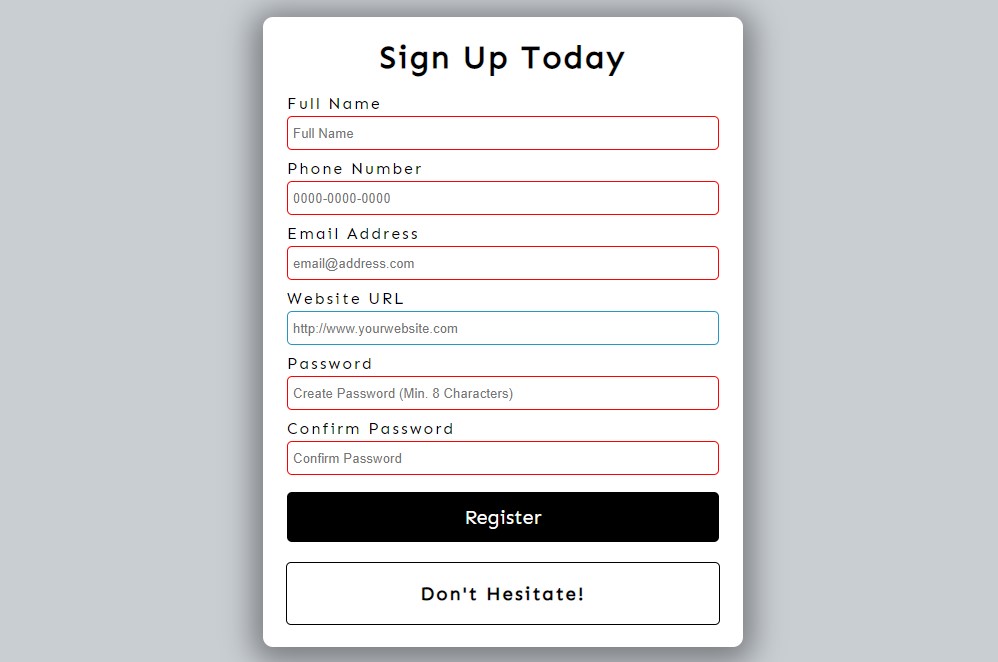 Sign Up Today
Full Name
Full Name
Phone Number
0000-0000-0000
Email Address
email@address.com
Website URL
http://www.yourwebsite.com
Password
Create Password (Min. 8 Characters)
Confirm Password
Confirm Password
Register
Don't Hesitate!